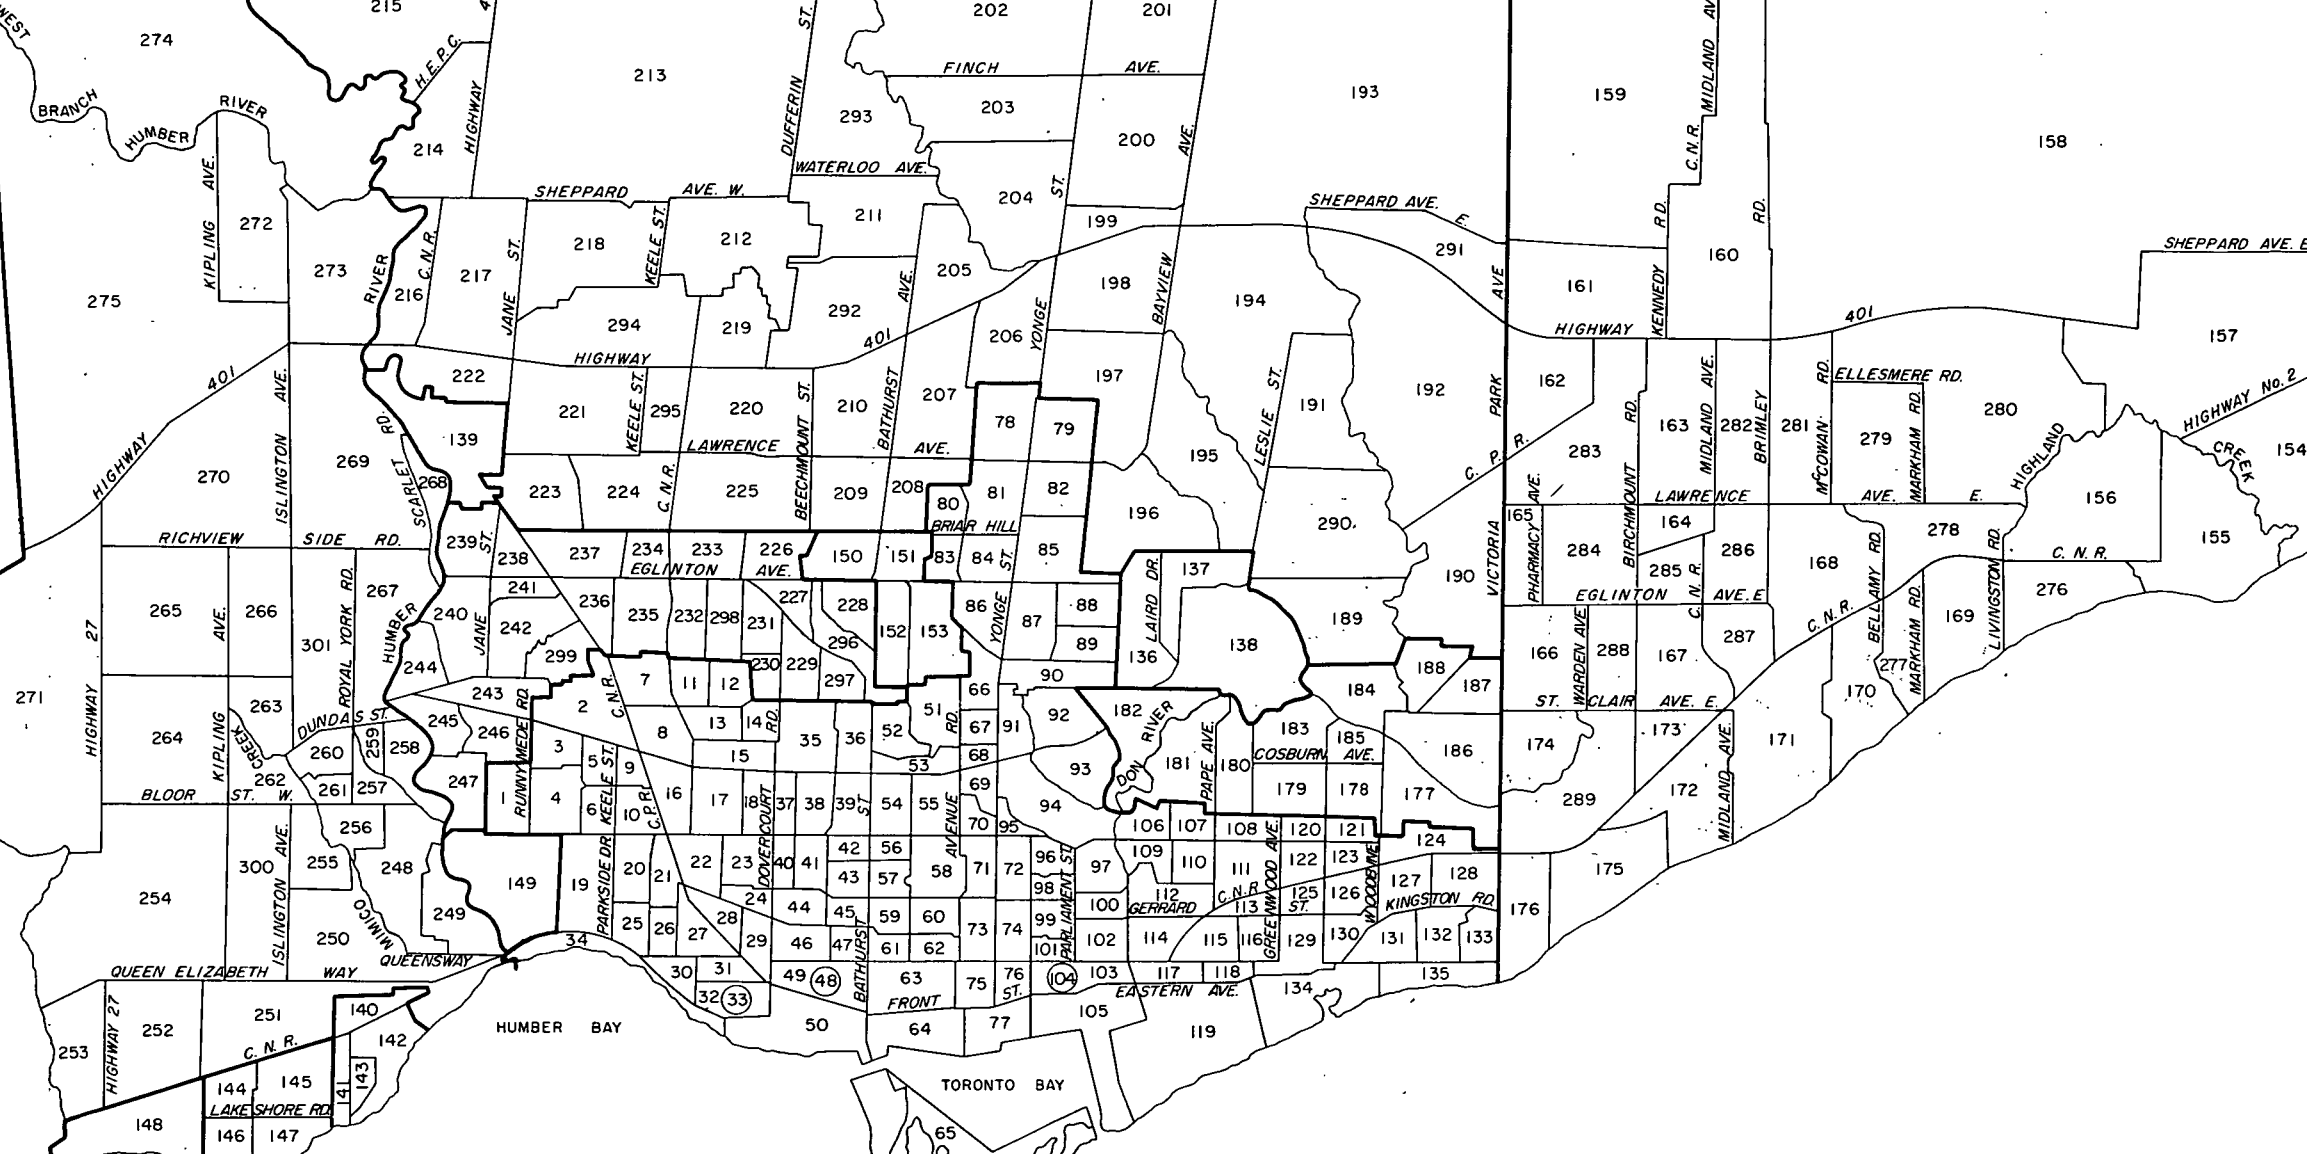 215
202
201
WEST
274
H.E.P.C.
HIGHWAY
213
DUFFERIN ST.
FINCH AVE.
193
159
MIDLAND AV
158
BRANCH
HUMBER
RIVER
214
293
203
200
AVE.
C.N.R.
WATERLOO AVE.
SHEPPARD AVE. W.
204
ST.
SHEPPARD AVE. E.
KIPLING AVE.
272
273
RIVER
C.N.R.
216
217
JANE ST.
218
KEELE ST.
212
211
205
199
198
BAYVIEW
194
291
161
KENNEDY RD.
160
RD.
SHEPPARD AVE. E
275
294
219
292
AVE.
206
YONGE
AVE
HIGHWAY
401
157
HIGHWAY
401
HIGHWAY
401
222
221
KEELE ST.
295
220
BEECHMOUNT ST.
210
BATHURST
207
197
191
LESLIE ST.
192
PARK
162
163
MIDLAND AVE.
282
BRIMLEY
281
McCOWAN RD.
ELLESMERE RD.
279
MARKHAM RD.
280
HIGHWAY No. 2
HIGHLAND
CREEK
154
HIGHWAY
401
270
ISLINGTON AVE.
269
RD.
SCARLET
268
139
LAWRENCE AVE.
78
79
195
C. P. R.
283
BIRCHMOUNT RD.
LAWRENCE AVE. E.
156
155
223
224
C.N.R.
225
209
208
80
81
82
196
290
VICTORIA
165
PHARMACY AVE.
164
278
BRIAR HILL
RICHVIEW SIDE RD.
239
ST.
238
237
234
233
226
150
151
83
84
ST.
85
137
284
285
C.N.R.
286
168
BELLAMY RD.
LIVINGSTON RD.
C. N. R.
276
EGLINTON AVE.
EGLINTON AVE. E
265
266
267
HUMBER
240
241
242
JANE
236
235
232
298
231
227
228
296
152
153
86
87
88
89
YONGE
LAIRD DR.
136
138
189
190
166
WARDEN AVE
288
167
287
C.N.R.
169
MARKHAM RD.
271
HIGHWAY 27
AVE.
301
ROYAL YORK RD.
244
243
299
7
11
12
230
229
297
90
188
187
184
277
170
264
263
KIPLING
CREEK
DUNDAS ST.
260
259
258
245
246
RUNNYMEDE RD.
2
C.N.R.
8
13
14
RD.
35
36
52
51
RD.
66
67
91
92
182
RIVER
DON
183
185
186
ST. CLAIR AVE. E.
174
173
171
262
261
257
247
3
5
9
KEELE ST.
15
53
68
93
181
PAPE AVE.
180
COSBURN AVE.
179
178
177
289
172
MIDLAND AVE.
BLOOR ST. W.
1
4
6
10
C.P.R.
16
17
18
DOVERCOURT
37
38
39
ST
54
55
AVENUE
69
70
95
94
106
107
108
120
121
124
256
255
300
ISLINGTON AVE.
248
149
19
PARKSIDE DR
20
21
22
23
40
41
42
43
56
57
58
71
72
96
97
109
110
111
122
123
WOODBINE
127
128
175
254
249
MIMICO
250
25
26
27
28
24
29
44
45
46
47
59
60
61
62
73
74
98
99
101
PARLIAMENT ST.
100
102
112
GERRARD ST.
C.N.R
113
GREENWOOD AVE.
125
126
114
115
116
129
130
KINGSTON RD.
131
132
133
176
QUEENSWAY
34
QUEEN ELIZABETH WAY
30
31
32
33
49
48
BATHURST
63
FRONT ST.
75
76
104
103
117
118
EASTERN AVE.
134
135
253
HIGHWAY 27
252
251
C. N. R.
140
142
HUMBER BAY
50
64
77
105
119
144
145
141
143
LAKE SHORE RD.
148
146
147
TORONTO BAY
65